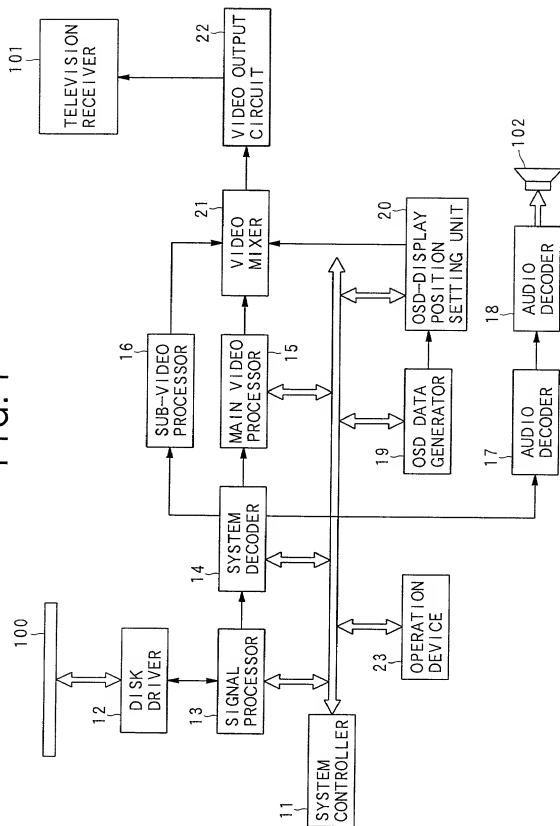 FIG. 1
100
12
DISK
DRIVER
13
SIGNAL
PROCESSOR
11
SYSTEM
CONTROLLER
14
SYSTEM
DECODER
16
SUB-VIDEO
PROCESSOR
15
MAIN VIDEO
PROCESSOR
21
VIDEO
MIXER
22
VIDEO OUTPUT
CIRCUIT
101
TELEVISION
RECEIVER
23
OPERATION
DEVICE
19
OSD DATA
GENERATOR
20
OSD-DISPLAY
POSITION
SETTING UNIT
17
AUDIO
DECODER
18
AUDIO
DECODER
102